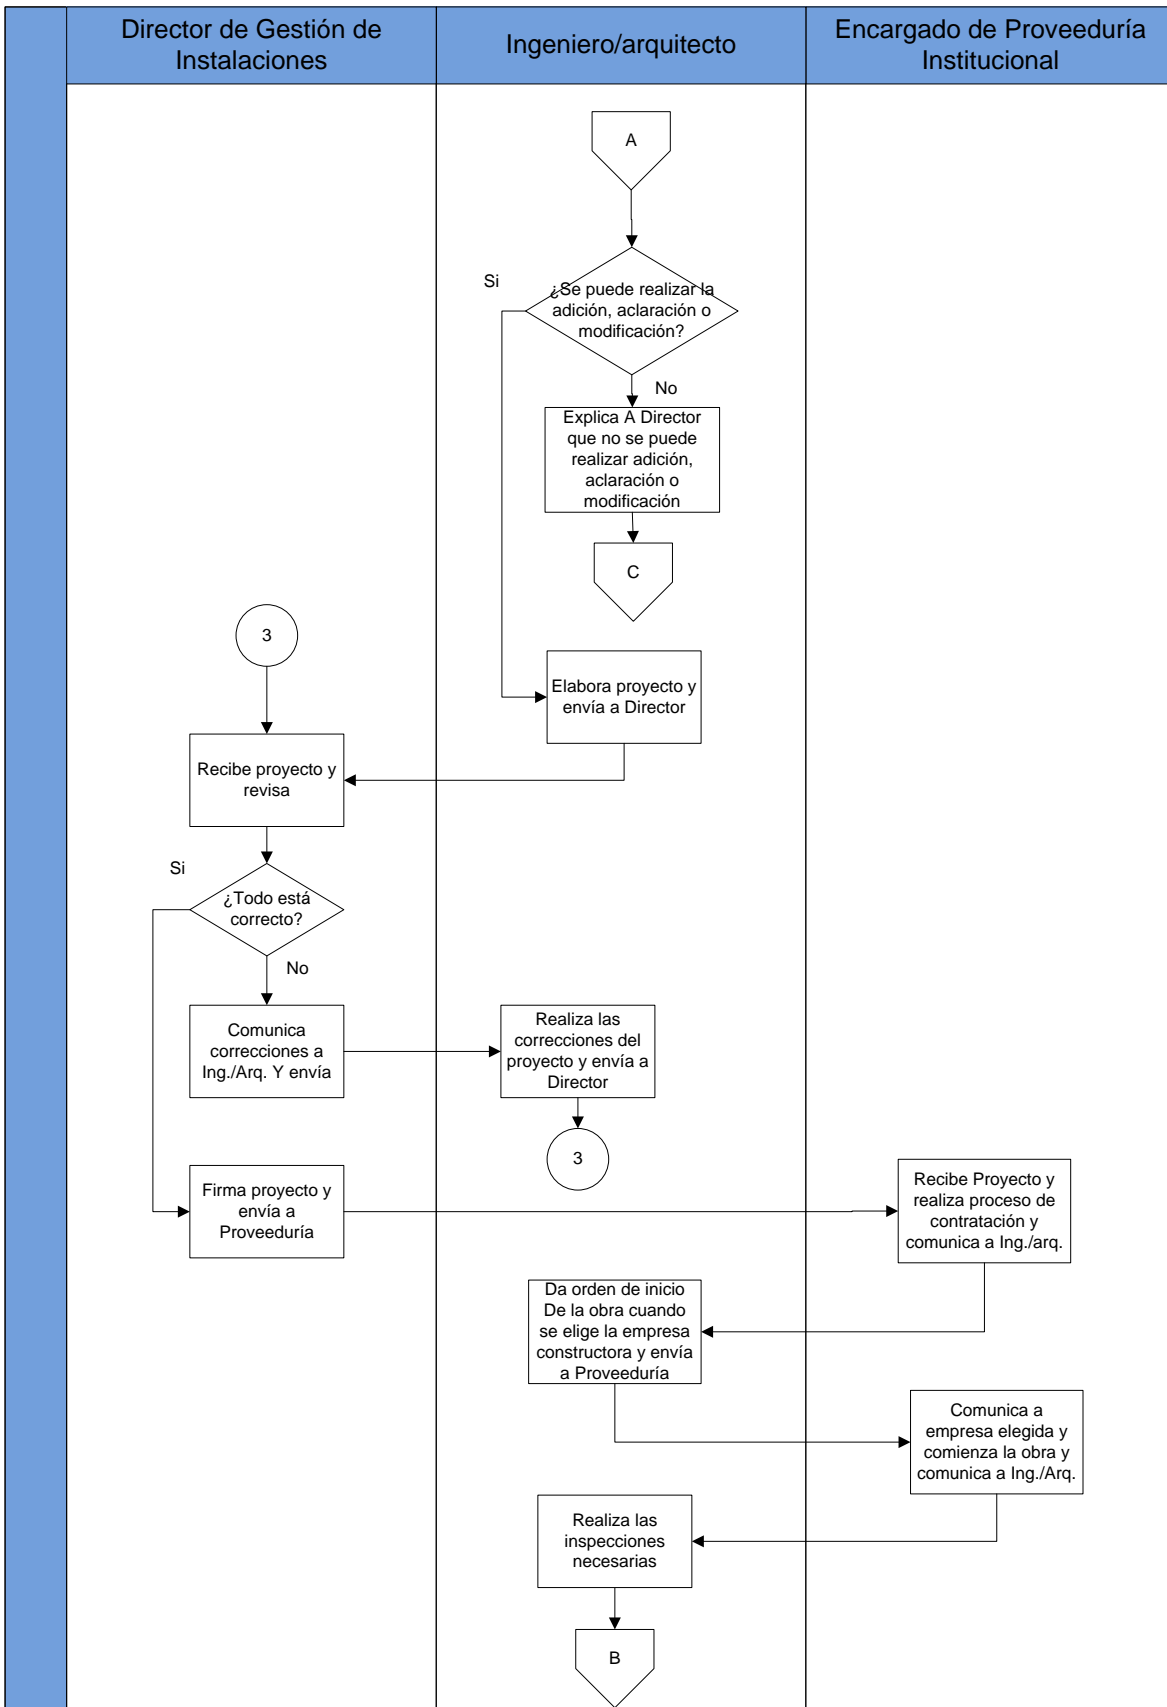 Director de Gestión de
Instalaciones
Ingeniero/arquitecto
Encargado de Proveeduría
Institucional
A
Si
¿Se puede realizar la
adición, aclaración o
modificación?
No
Explica A Director
que no se puede
realizar adición,
aclaración o
modificación
C
3
Elabora proyecto y
envía a Director
Recibe proyecto y
revisa
Si
¿Todo está
correcto?
No
Comunica
correcciones a
Ing./Arq. Y envía
Realiza las
correcciones del
proyecto y envía a
Director
3
Firma proyecto y
envía a
Proveeduría
Recibe Proyecto y
realiza proceso de
contratación y
comunica a Ing./arq.
Da orden de inicio
De la obra cuando
se elige la empresa
constructora y envía
a Proveeduría
Comunica a
empresa elegida y
comienza la obra y
comunica a Ing./Arq.
Realiza las
inspecciones
necesarias
B